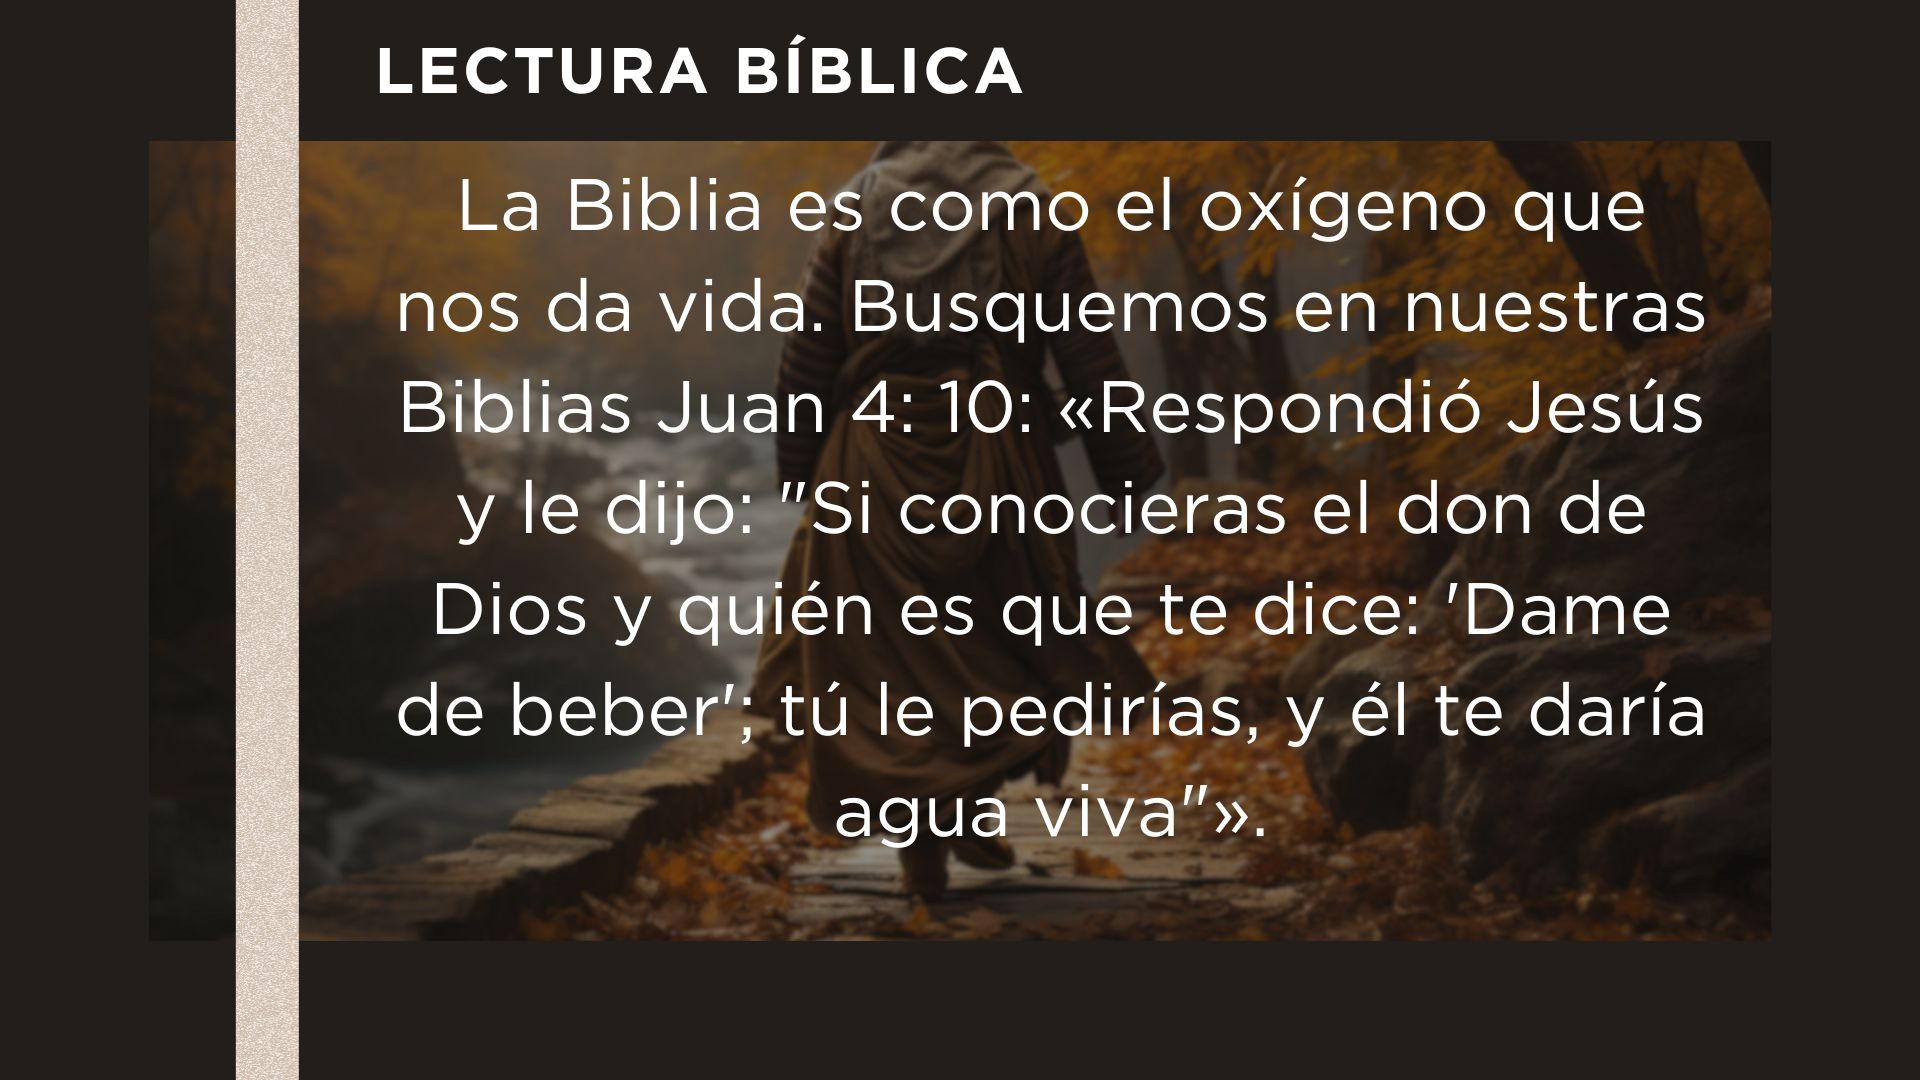 LECTURA BÍBLICA
La Biblia es como el oxígeno que
nos da vida. Busquemos en nuestras
Biblias Juan 4: 10: «Respondió Jesús
y le dijo: "Si conocieras el don de
Dios y quién es que te dice: 'Dame
de beber'; tú le pedirías, y él te daría
agua viva"».